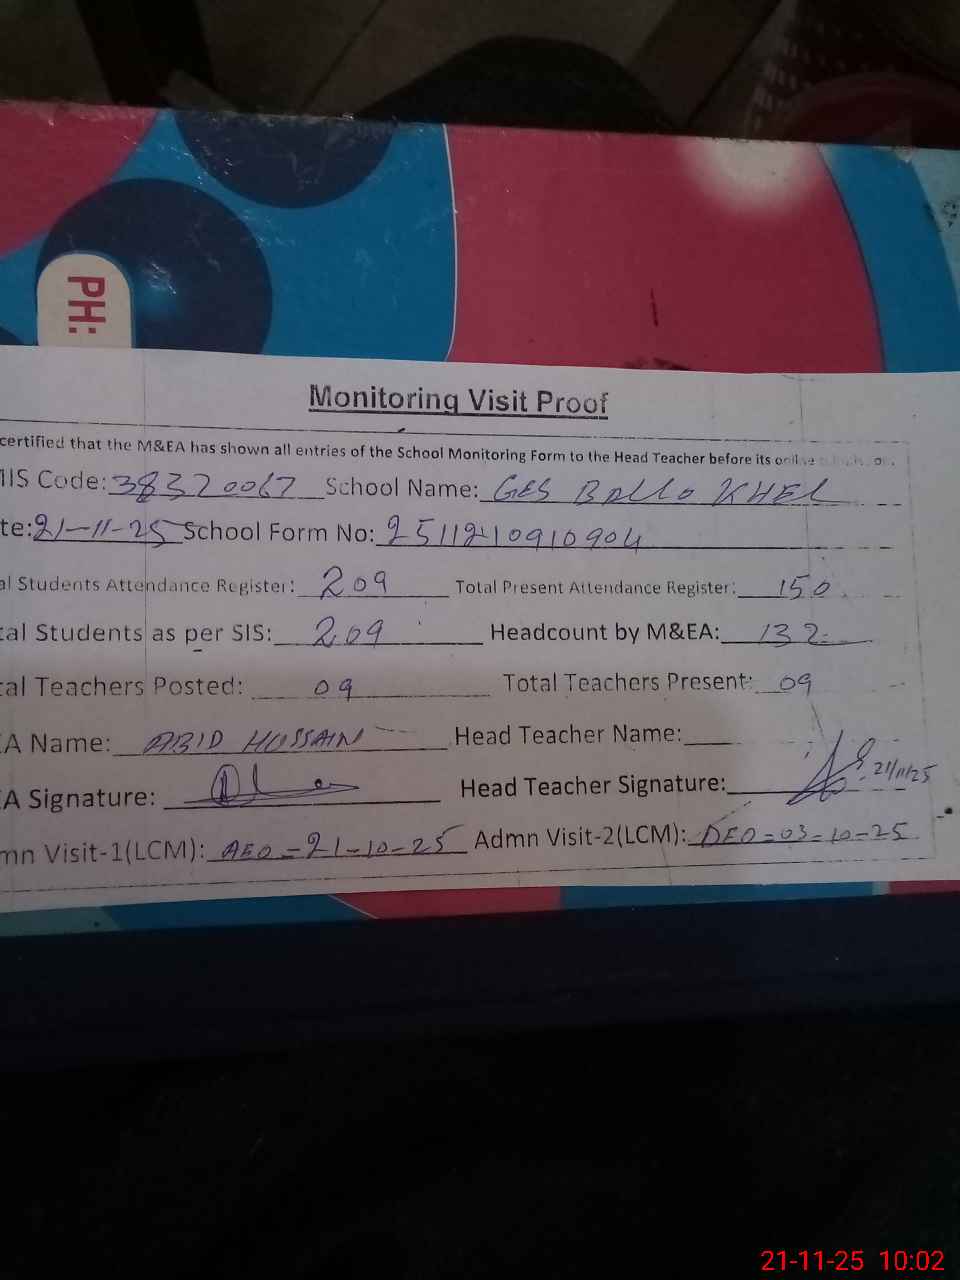 PH:
Monitoring Visit Proof
certified that the M&EA has shown all entries of the School Monitoring Form to the Head Teacher before its online
IIS Code: 38320067 School Name: GES BALLO KHEL
te: 21-11-25 School Form No: 2511210910904
al Students Attendance Register: 209 Total Present Attendance Register: 150
tal Students as per SIS: 209 Headcount by M&EA: 132
tal Teachers Posted: 09 Total Teachers Present: 09
EA Name: ABID HUSSAIN Head Teacher Name:
EA Signature: Head Teacher Signature: 21/11/25
mn Visit-1(LCM): AEO - 21-10-25 Admn Visit-2(LCM): DEO = 03-10-25
21-11-25 10:02